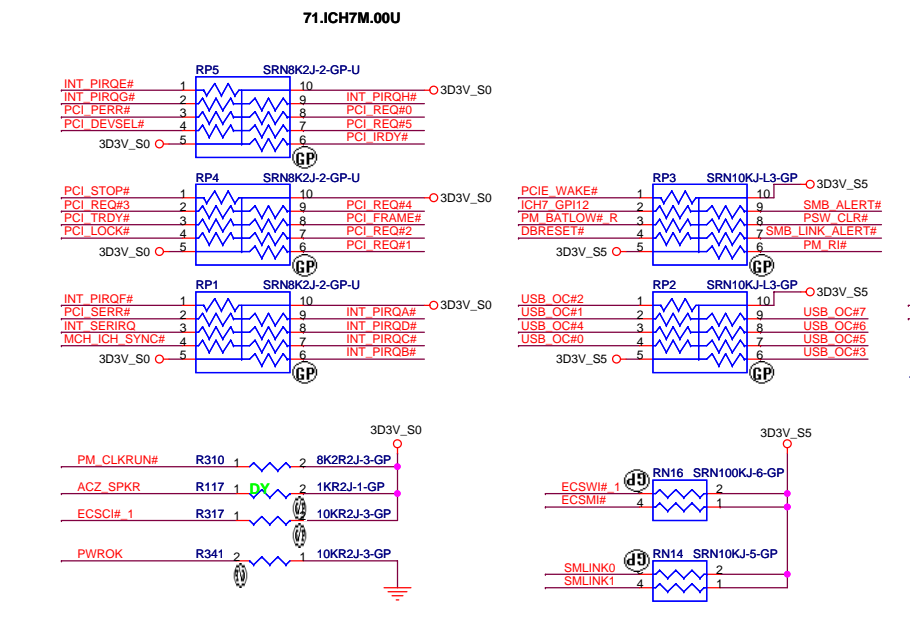 71.ICH7M.00U
RP5 SRN8K2J-2-GP-U
INT_PIRQE# 1 10 3D3V_S0
INT_PIRQG# 2 9 INT_PIRQH#
PCI_PERR# 3 8 PCI_REQ#0
PCI_DEVSEL# 4 7 PCI_REQ#5
3D3V_S0 5 6 PCI_IRDY#
GP
RP4 SRN8K2J-2-GP-U
PCI_STOP# 1 10 3D3V_S0
PCI_REQ#3 2 9 PCI_REQ#4
PCI_TRDY# 3 8 PCI_FRAME#
PCI_LOCK# 4 7 PCI_REQ#2
3D3V_S0 5 6 PCI_REQ#1
GP
RP3 SRN10KJ-L3-GP
PCIE_WAKE# 1 10 3D3V_S5
ICH7_GPI12 2 9 SMB_ALERT#
PM_BATLOW#_R 3 8 PSW_CLR#
DBRESET# 4 7 SMB_LINK_ALERT#
3D3V_S5 5 6 PM_RI#
GP
RP1 SRN8K2J-2-GP-U
INT_PIRQF# 1 10 3D3V_S0
PCI_SERR# 2 9 INT_PIRQA#
INT_SERIRQ 3 8 INT_PIRQD#
MCH_ICH_SYNC# 4 7 INT_PIRQC#
3D3V_S0 5 6 INT_PIRQB#
GP
RP2 SRN10KJ-L3-GP
USB_OC#2 1 10 3D3V_S5
USB_OC#1 2 9 USB_OC#7
USB_OC#4 3 8 USB_OC#6
USB_OC#0 4 7 USB_OC#5
3D3V_S5 5 6 USB_OC#3
GP
3D3V_S0
PM_CLKRUN# R310 1 2 8K2R2J-3-GP
ACZ_SPKR R117 1 DY 2 1KR2J-1-GP
ECSCI#_1 R317 1 2 10KR2J-3-GP
PWROK R341 2 1 10KR2J-3-GP
3D3V_S5
GP RN16 SRN100KJ-6-GP
ECSWI#_1 3 2
ECSMI# 4 1
GP RN14 SRN10KJ-5-GP
SMLINK0 3 2
SMLINK1 4 1